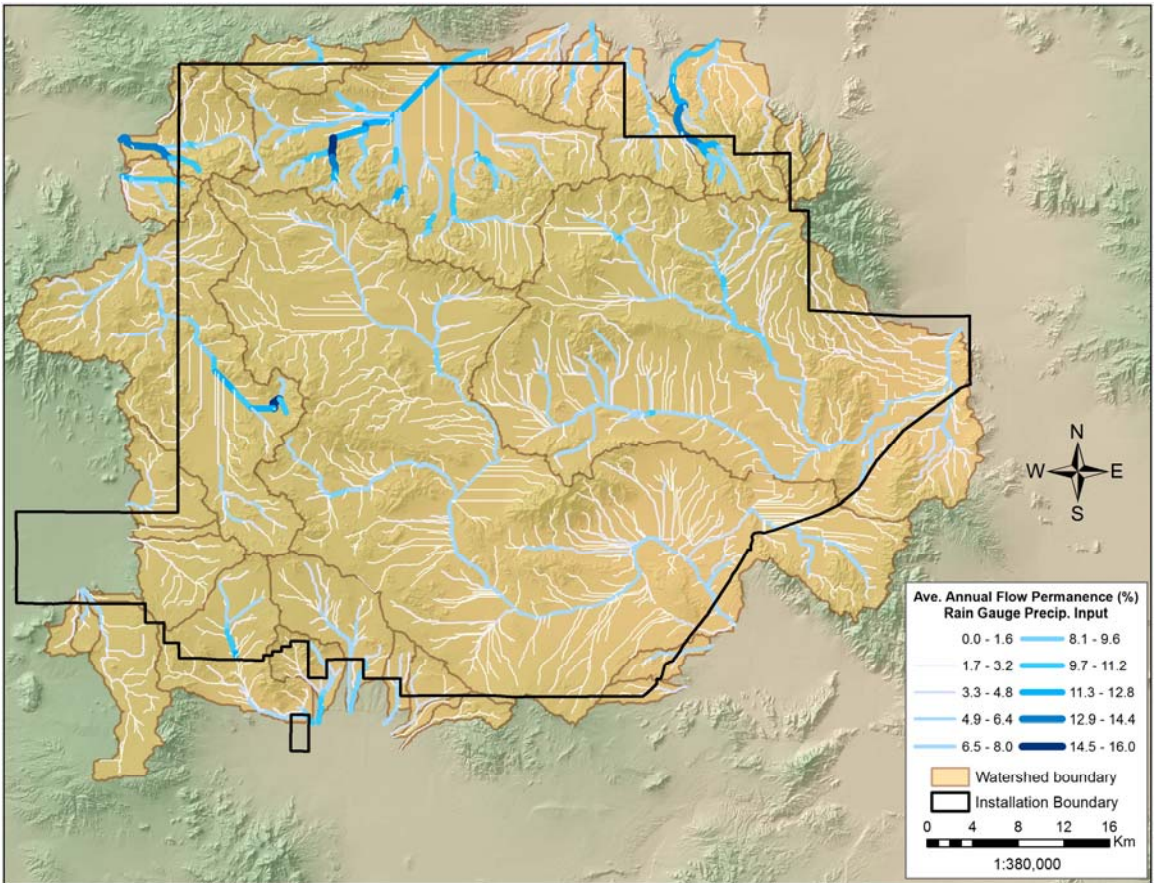 N
W E
S
Ave. Annual Flow Permanence (%)
Rain Gauge Precip. Input
0.0 - 1.6 8.1 - 9.6
1.7 - 3.2 9.7 - 11.2
3.3 - 4.8 11.3 - 12.8
4.9 - 6.4 12.9 - 14.4
6.5 - 8.0 14.5 - 16.0
Watershed boundary
Installation Boundary
0 2 4 8 12 16
Km
1:380,000